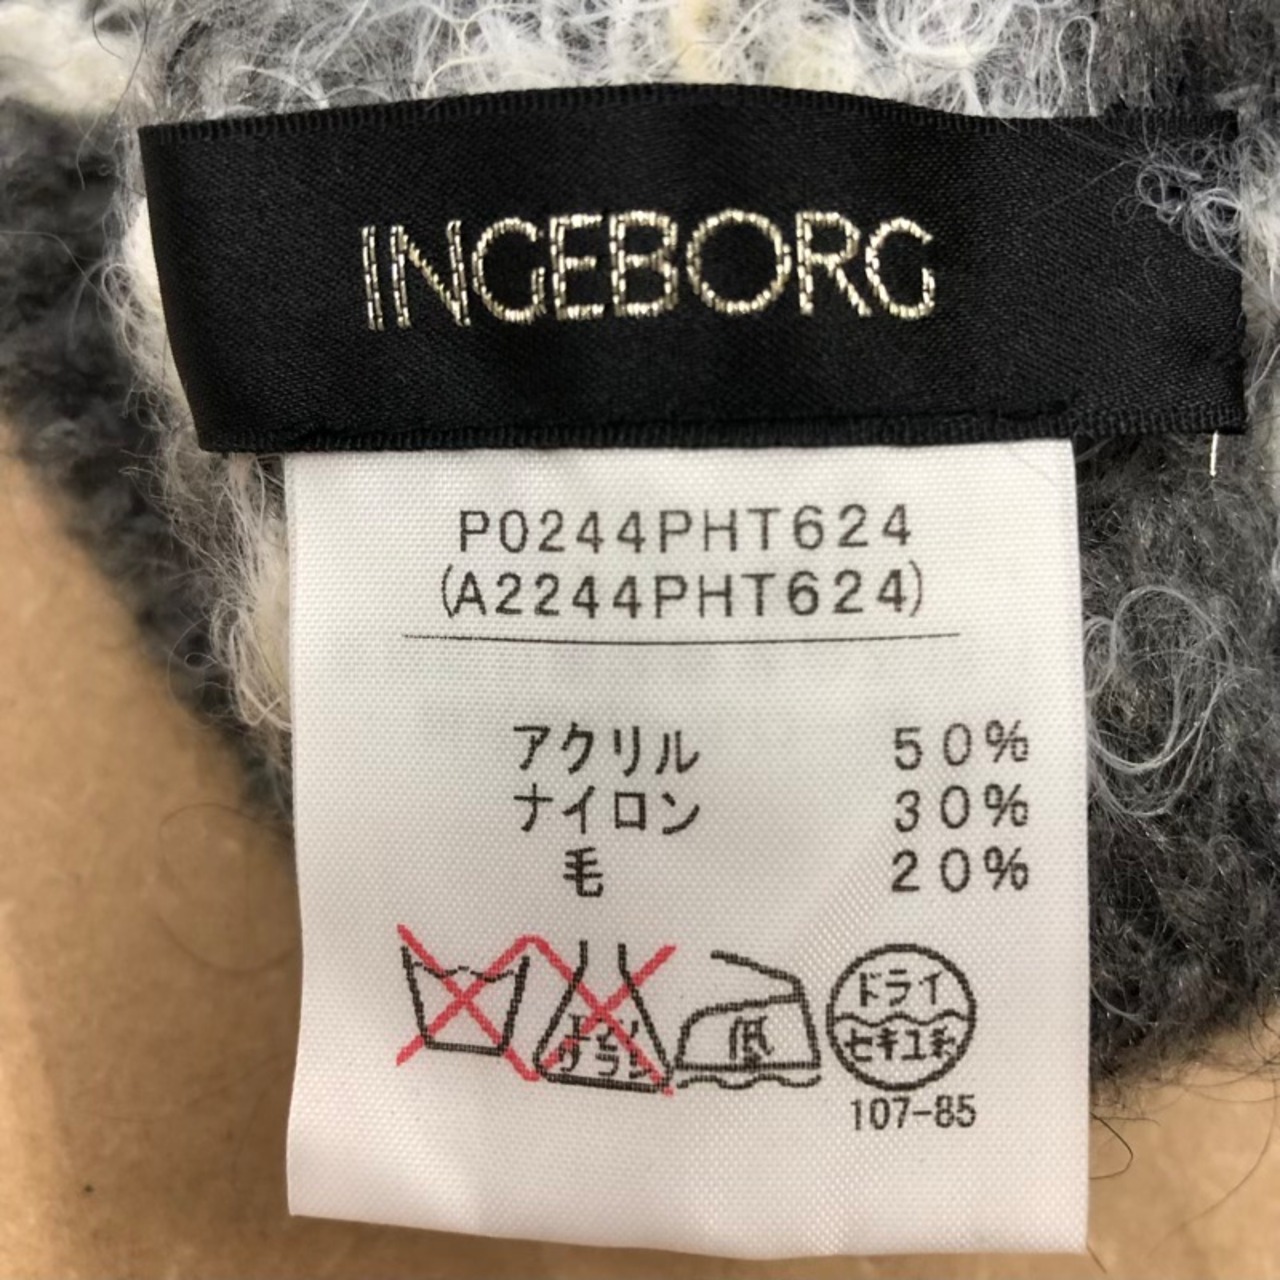 INGEBORG
P0244PHT624
(A2244PHT624)
アクリル 50%
ナイロン 30%
毛 20%
エンソ
サラシ
低
ドライ
セキユ系
107-85